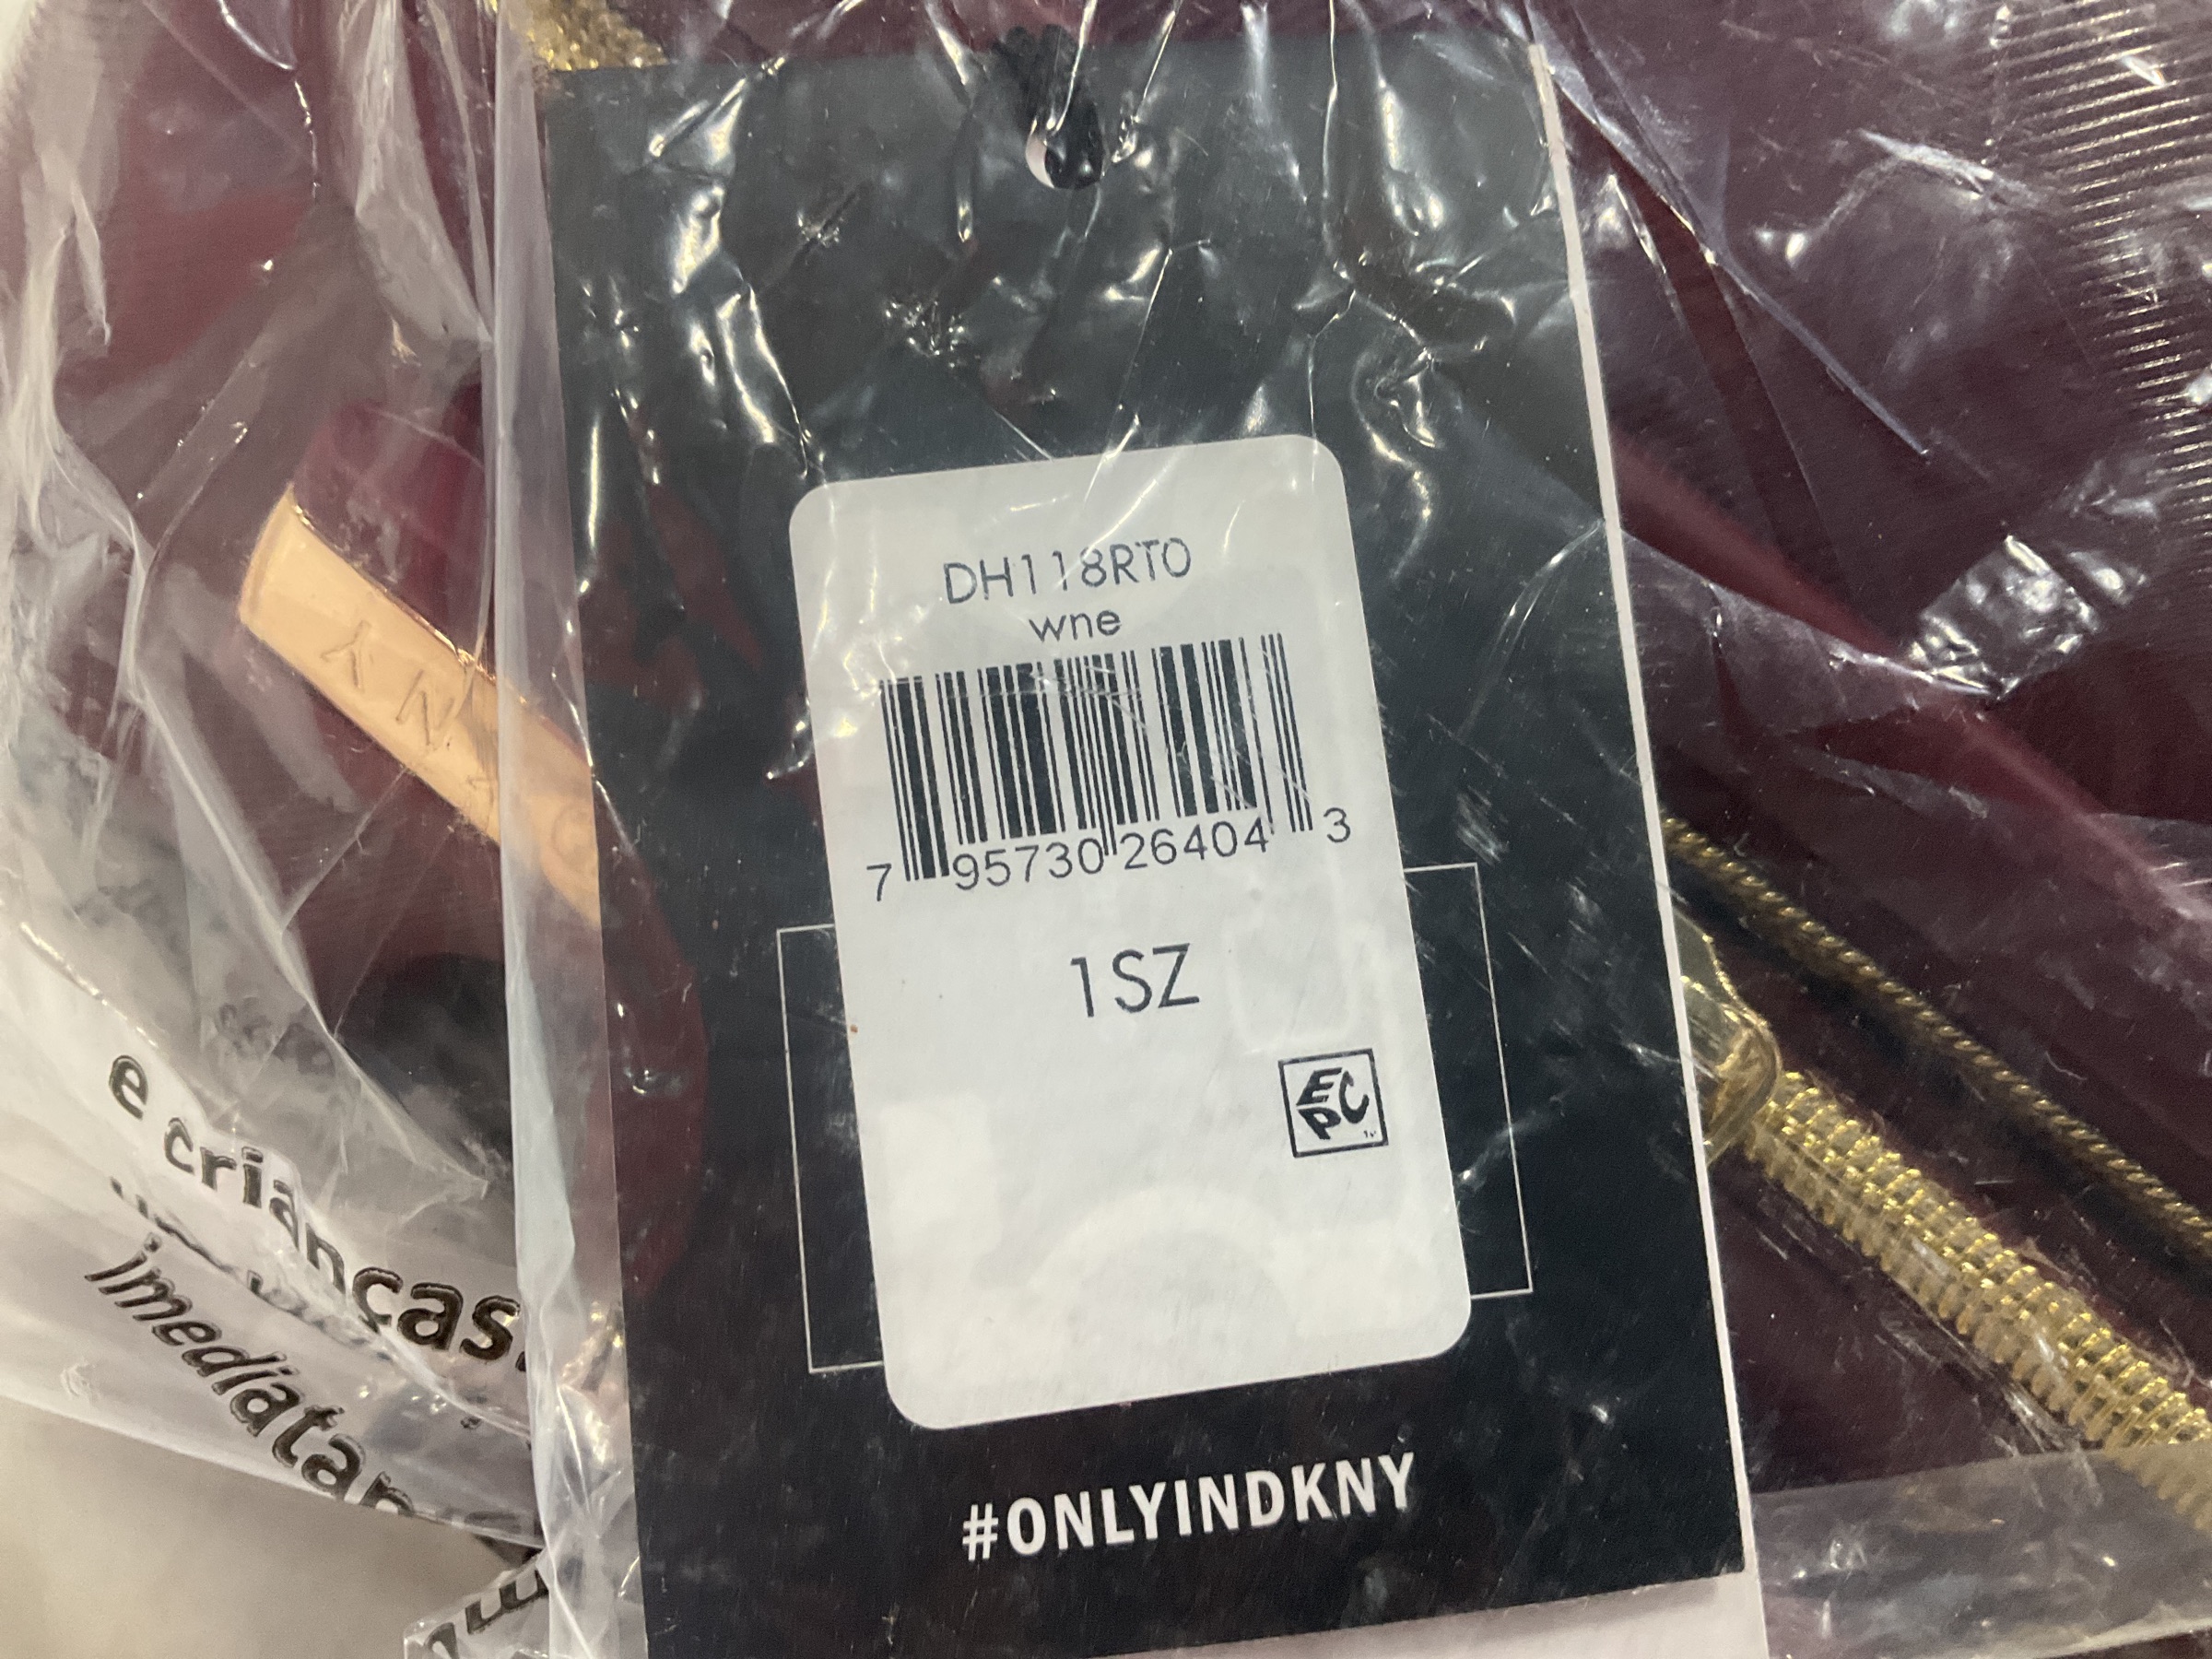 DH118RT0
wne
7 95730 26404 3
1SZ
EPC
#ONLYINDKNY
e crianças.